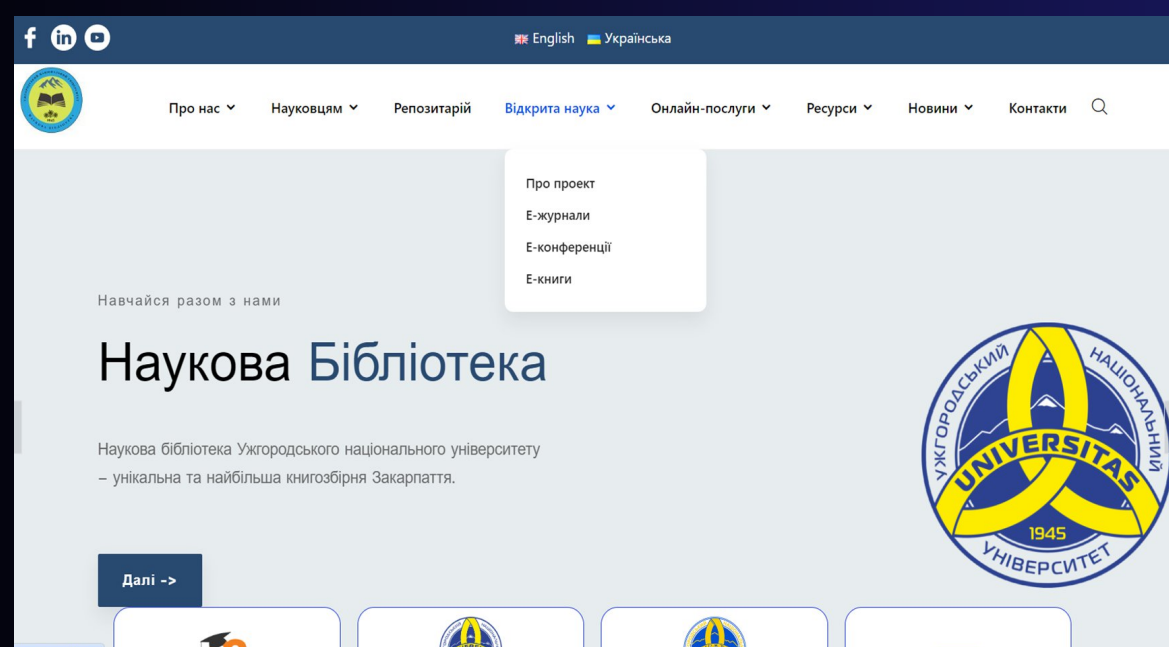 English Українська
Про нас Науковцям Репозитарій Відкрита наука Онлайн-послуги Ресурси Новини Контакти
Про проект
Е-журнали
Е-конференції
Е-книги
Навчайся разом з нами
Наукова Бібліотека
Наукова бібліотека Ужгородського національного університету
– унікальна та найбільша книгозбірня Закарпаття.
Далі ->
УЖГОРОДСЬКИЙ НАЦІОНАЛЬНИЙ
UNIVERSITAS
1945
УНІВЕРСИТЕТ